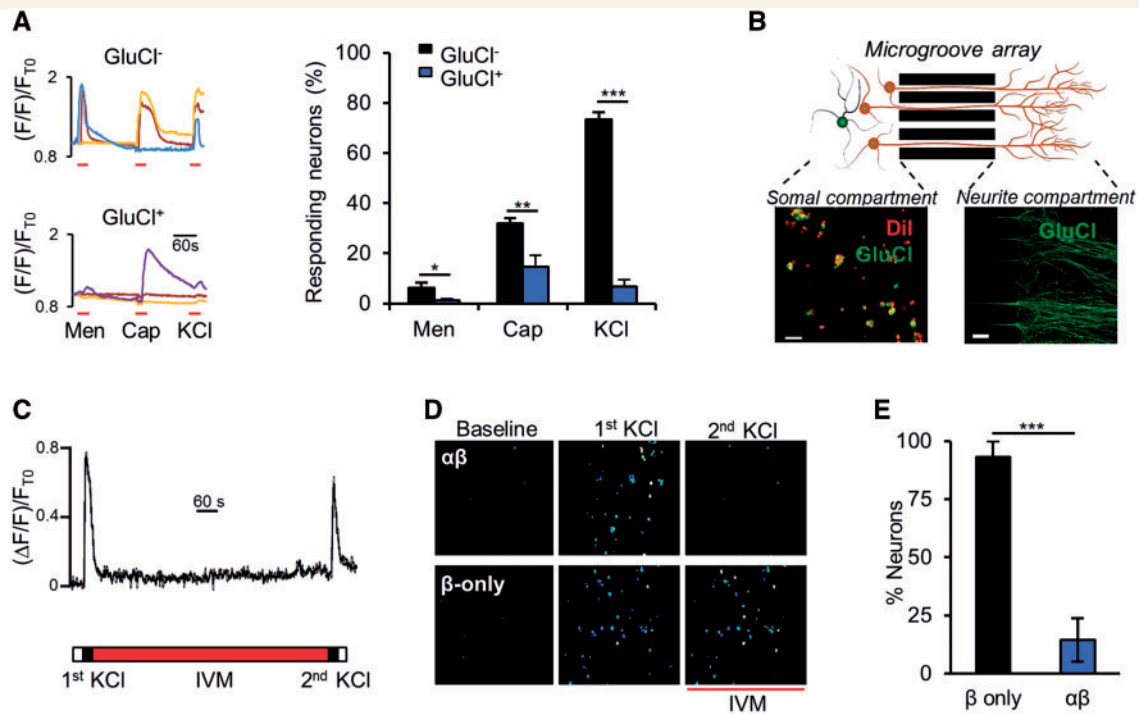 A
GluCl-
(F/F)/FT0
2
0.8
GluCl+
60s
(F/F)/FT0
2
0.8
Men Cap KCl
Responding neurons (%)
100
80
60
40
20
0
GluCl-
GluCl+
*
**
***
Men Cap KCl
B
Microgroove array
Somal compartment
Neurite compartment
DiI
GluCl
GluCl
C
(ΔF/F)/FT0
0.8
0.4
0
60 s
1st KCl IVM 2nd KCl
D
Baseline 1st KCl 2nd KCl
αβ
β-only
IVM
E
% Neurons
100
75
50
25
0
***
β only αβ